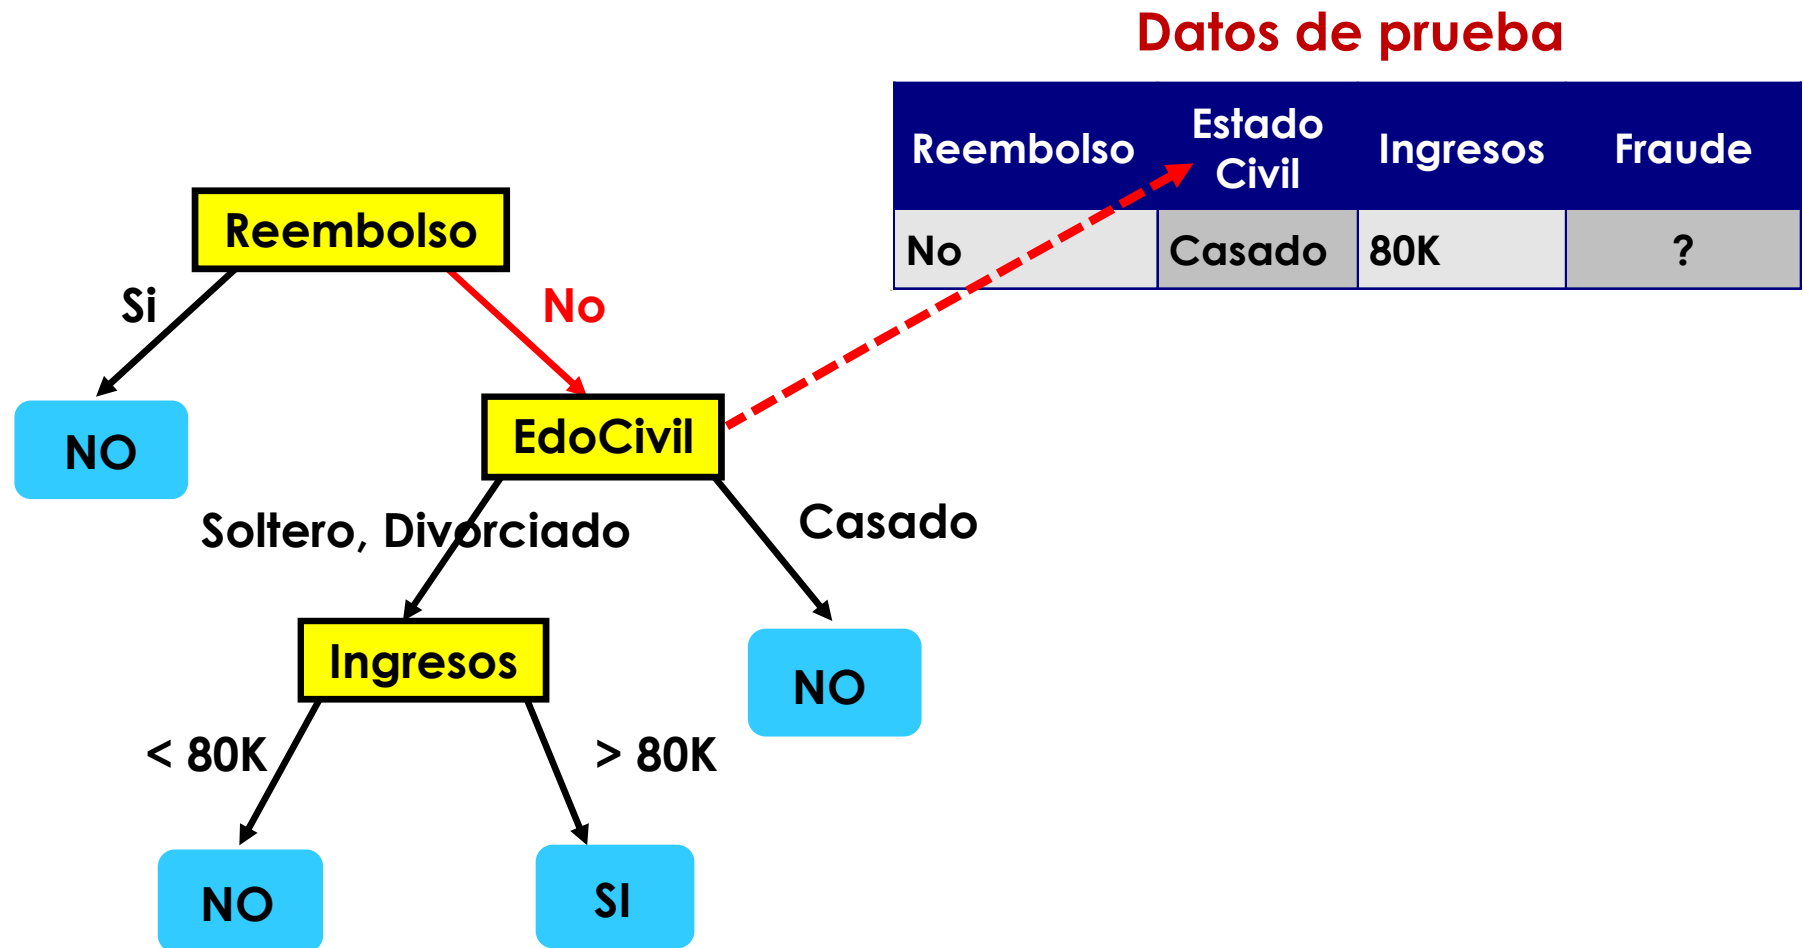 Datos de prueba
Reembolso
Estado
Civil
Ingresos
Fraude
No
Casado
80K
?
Reembolso
Si
No
NO
EdoCivil
Soltero, Divorciado
Casado
Ingresos
NO
< 80K
> 80K
NO
SI